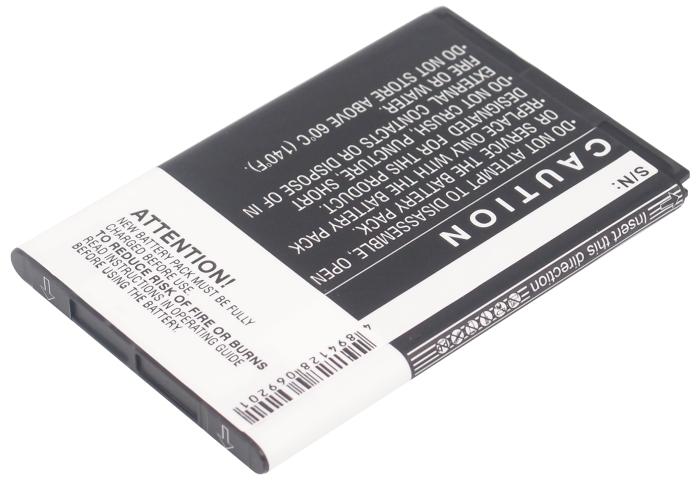 ATTENTION!
NEW BATTERY PACK MUST BE FULLY
CHARGED BEFORE USE.
TO REDUCE RISK OF FIRE OR BURNS
READ INSTRUCTIONS IN OPERATING GUIDE
BEFORE USING THE BATTERY.
4894128069201
CAUTION
•DO NOT ATTEMPT TO DISASSEMBLE, OPEN
OR SERVICE THE BATTERY PACK.
•REPLACE ONLY WITH THE BATTERY PACK
DESIGNATED FOR THIS PRODUCT
•DO NOT CRUSH, PUNCTURE, SHORT
EXTERNAL CONTACTS OR DISPOSE OF IN
FIRE OR WATER.
•DO NOT STORE ABOVE 60°C (140°F).
S/N:
Insert this direction